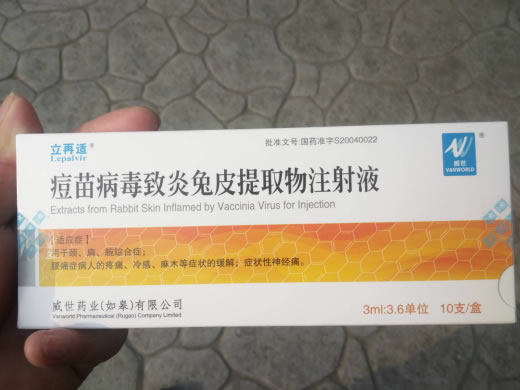 立再适®
Lepalvir
批准文号:国药准字S20040022
威世
VANWORLD
®
痘苗病毒致炎兔皮提取物注射液
Extracts from Rabbit Skin Inflamed by Vaccinia Virus for Injection
【适应症】
用于颈、肩、腕综合症;
腰痛症病人的疼痛、冷感、麻木等症状的缓解;症状性神经痛。
威世药业(如皋)有限公司
Vanworld Pharmaceutical (Rugao) Company Limited
3ml:3.6单位 10支/盒